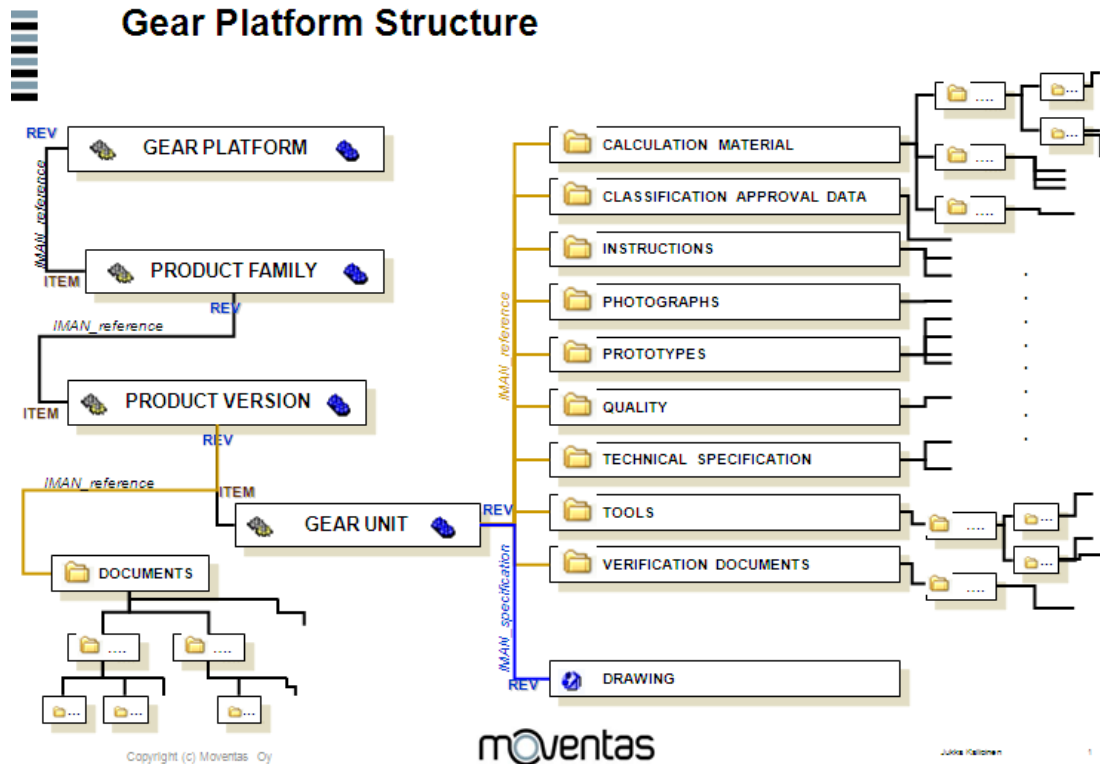 Gear Platform Structure
REV
GEAR PLATFORM
IMAN_reference
ITEM
PRODUCT FAMILY
REV
IMAN_reference
ITEM
PRODUCT VERSION
REV
IMAN_reference
ITEM
GEAR UNIT
REV
DOCUMENTS
....
....
...
...
...
IMAN_reference
CALCULATION MATERIAL
CLASSIFICATION APPROVAL DATA
INSTRUCTIONS
PHOTOGRAPHS
PROTOTYPES
QUALITY
TECHNICAL SPECIFICATION
TOOLS
VERIFICATION DOCUMENTS
IMAN_specification
REV
DRAWING
....
...
...
....
....
....
...
...
....
Copyright (c) Moventas Oy
moventas
Jukka Kallonen
1